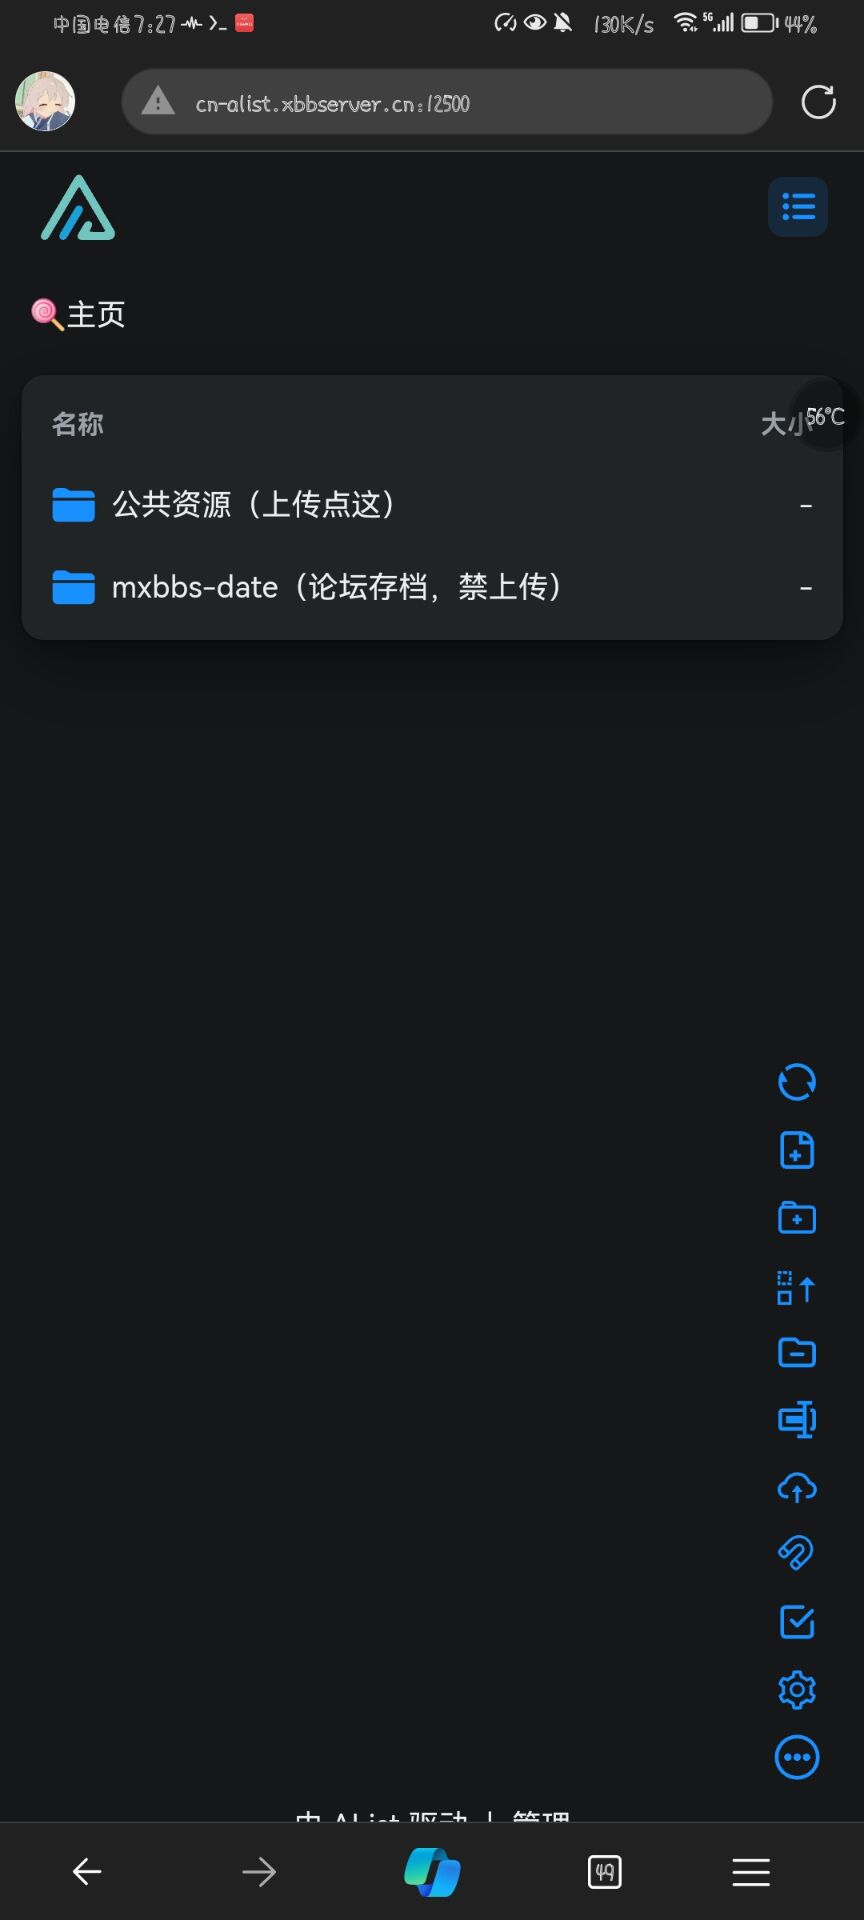 中国电信 7:27
130K/s 5G 44%
cn-alist.xbbserver.cn:12500
主页
名称 大小
56°C
公共资源（上传点这） -
mxbbs-date（论坛存档，禁上传） -
由 AList 驱动 | 管理
49